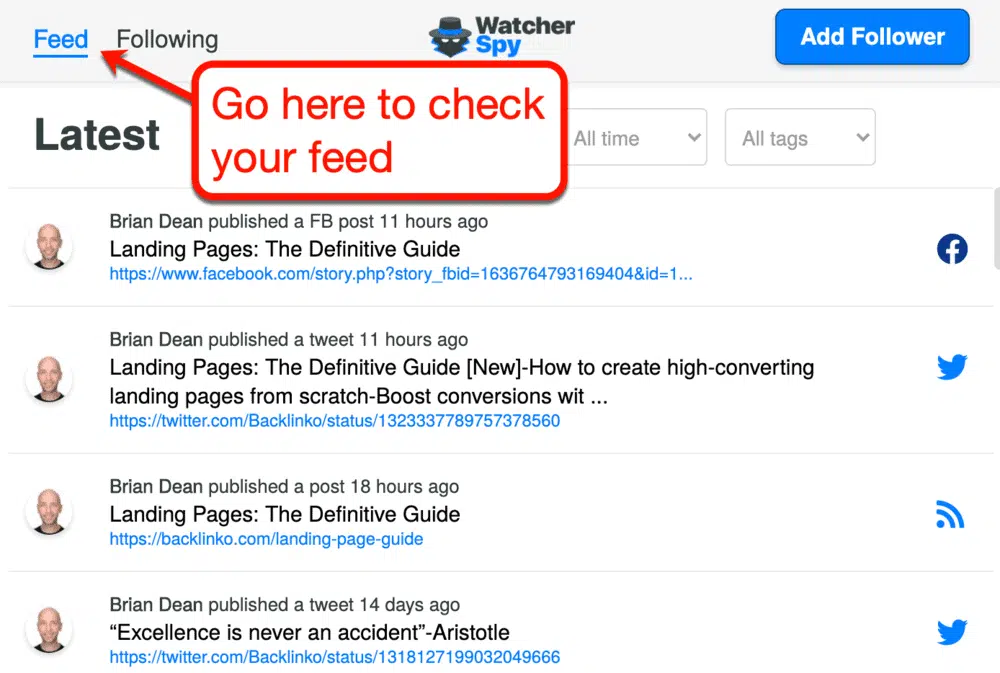 Feed
Following
Watcher
Spy
Add Follower
Go here to check
your feed
Latest
All time
All tags
Brian Dean published a FB post 11 hours ago
Landing Pages: The Definitive Guide
https://www.facebook.com/story.php?story_fbid=1636764793169404&id=1...
Brian Dean published a tweet 11 hours ago
Landing Pages: The Definitive Guide [New]-How to create high-converting
landing pages from scratch-Boost conversions wit ...
https://twitter.com/Backlinko/status/1323337789757378560
Brian Dean published a post 18 hours ago
Landing Pages: The Definitive Guide
https://backlinko.com/landing-page-guide
Brian Dean published a tweet 14 days ago
“Excellence is never an accident”-Aristotle
https://twitter.com/Backlinko/status/1318127199032049666